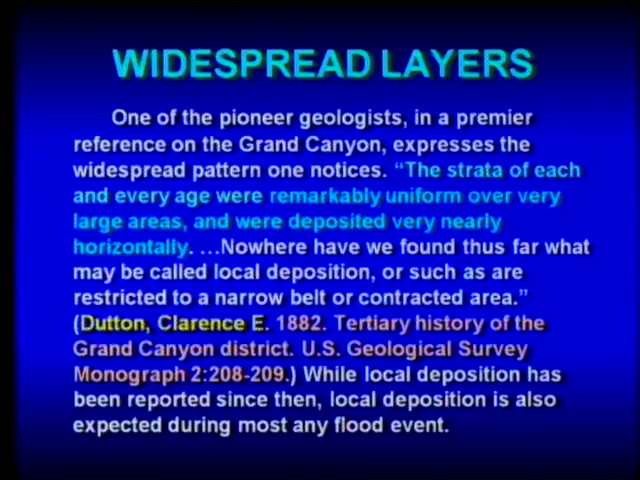 WIDESPREAD LAYERS
One of the pioneer geologists, in a premier
reference on the Grand Canyon, expresses the
widespread pattern one notices. “The strata of each
and every age were remarkably uniform over very
large areas, and were deposited very nearly
horizontally. …Nowhere have we found thus far what
may be called local deposition, or such as are
restricted to a narrow belt or contracted area.”
(Dutton, Clarence E. 1882. Tertiary history of the
Grand Canyon district. U.S. Geological Survey
Monograph 2:208-209.) While local deposition has
been reported since then, local deposition is also
expected during most any flood event.